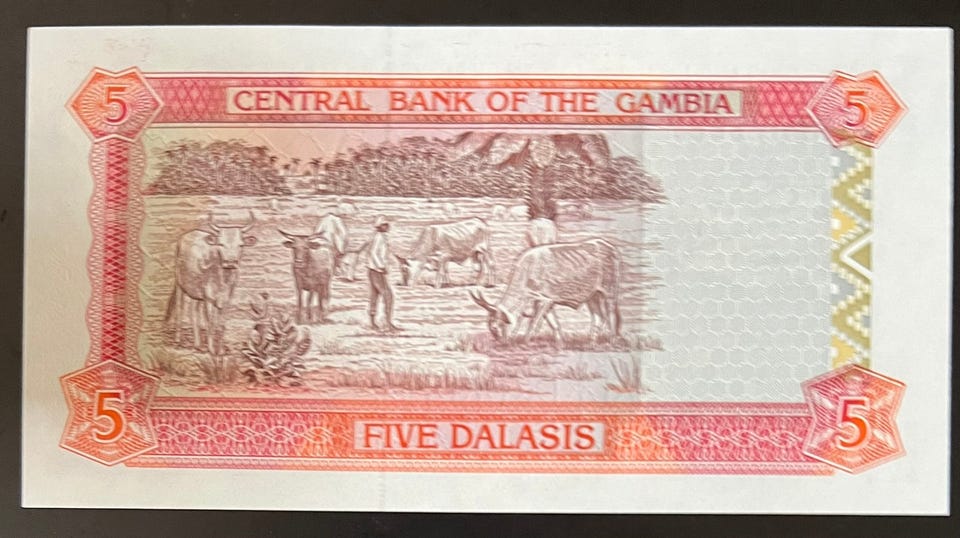 5 CENTRAL BANK OF THE GAMBIA 5
5 FIVE DALASIS 5